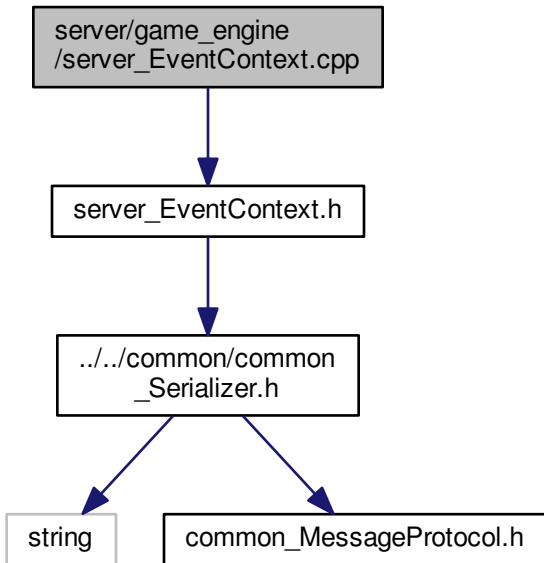 server/game_engine
/server_EventContext.cpp
server_EventContext.h
../../common/common
_Serializer.h
string
common_MessageProtocol.h